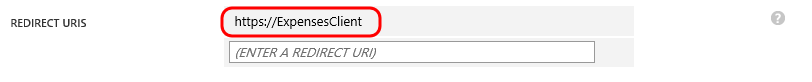 REDIRECT URIS
https://ExpensesClient
(ENTER A REDIRECT URI)
?